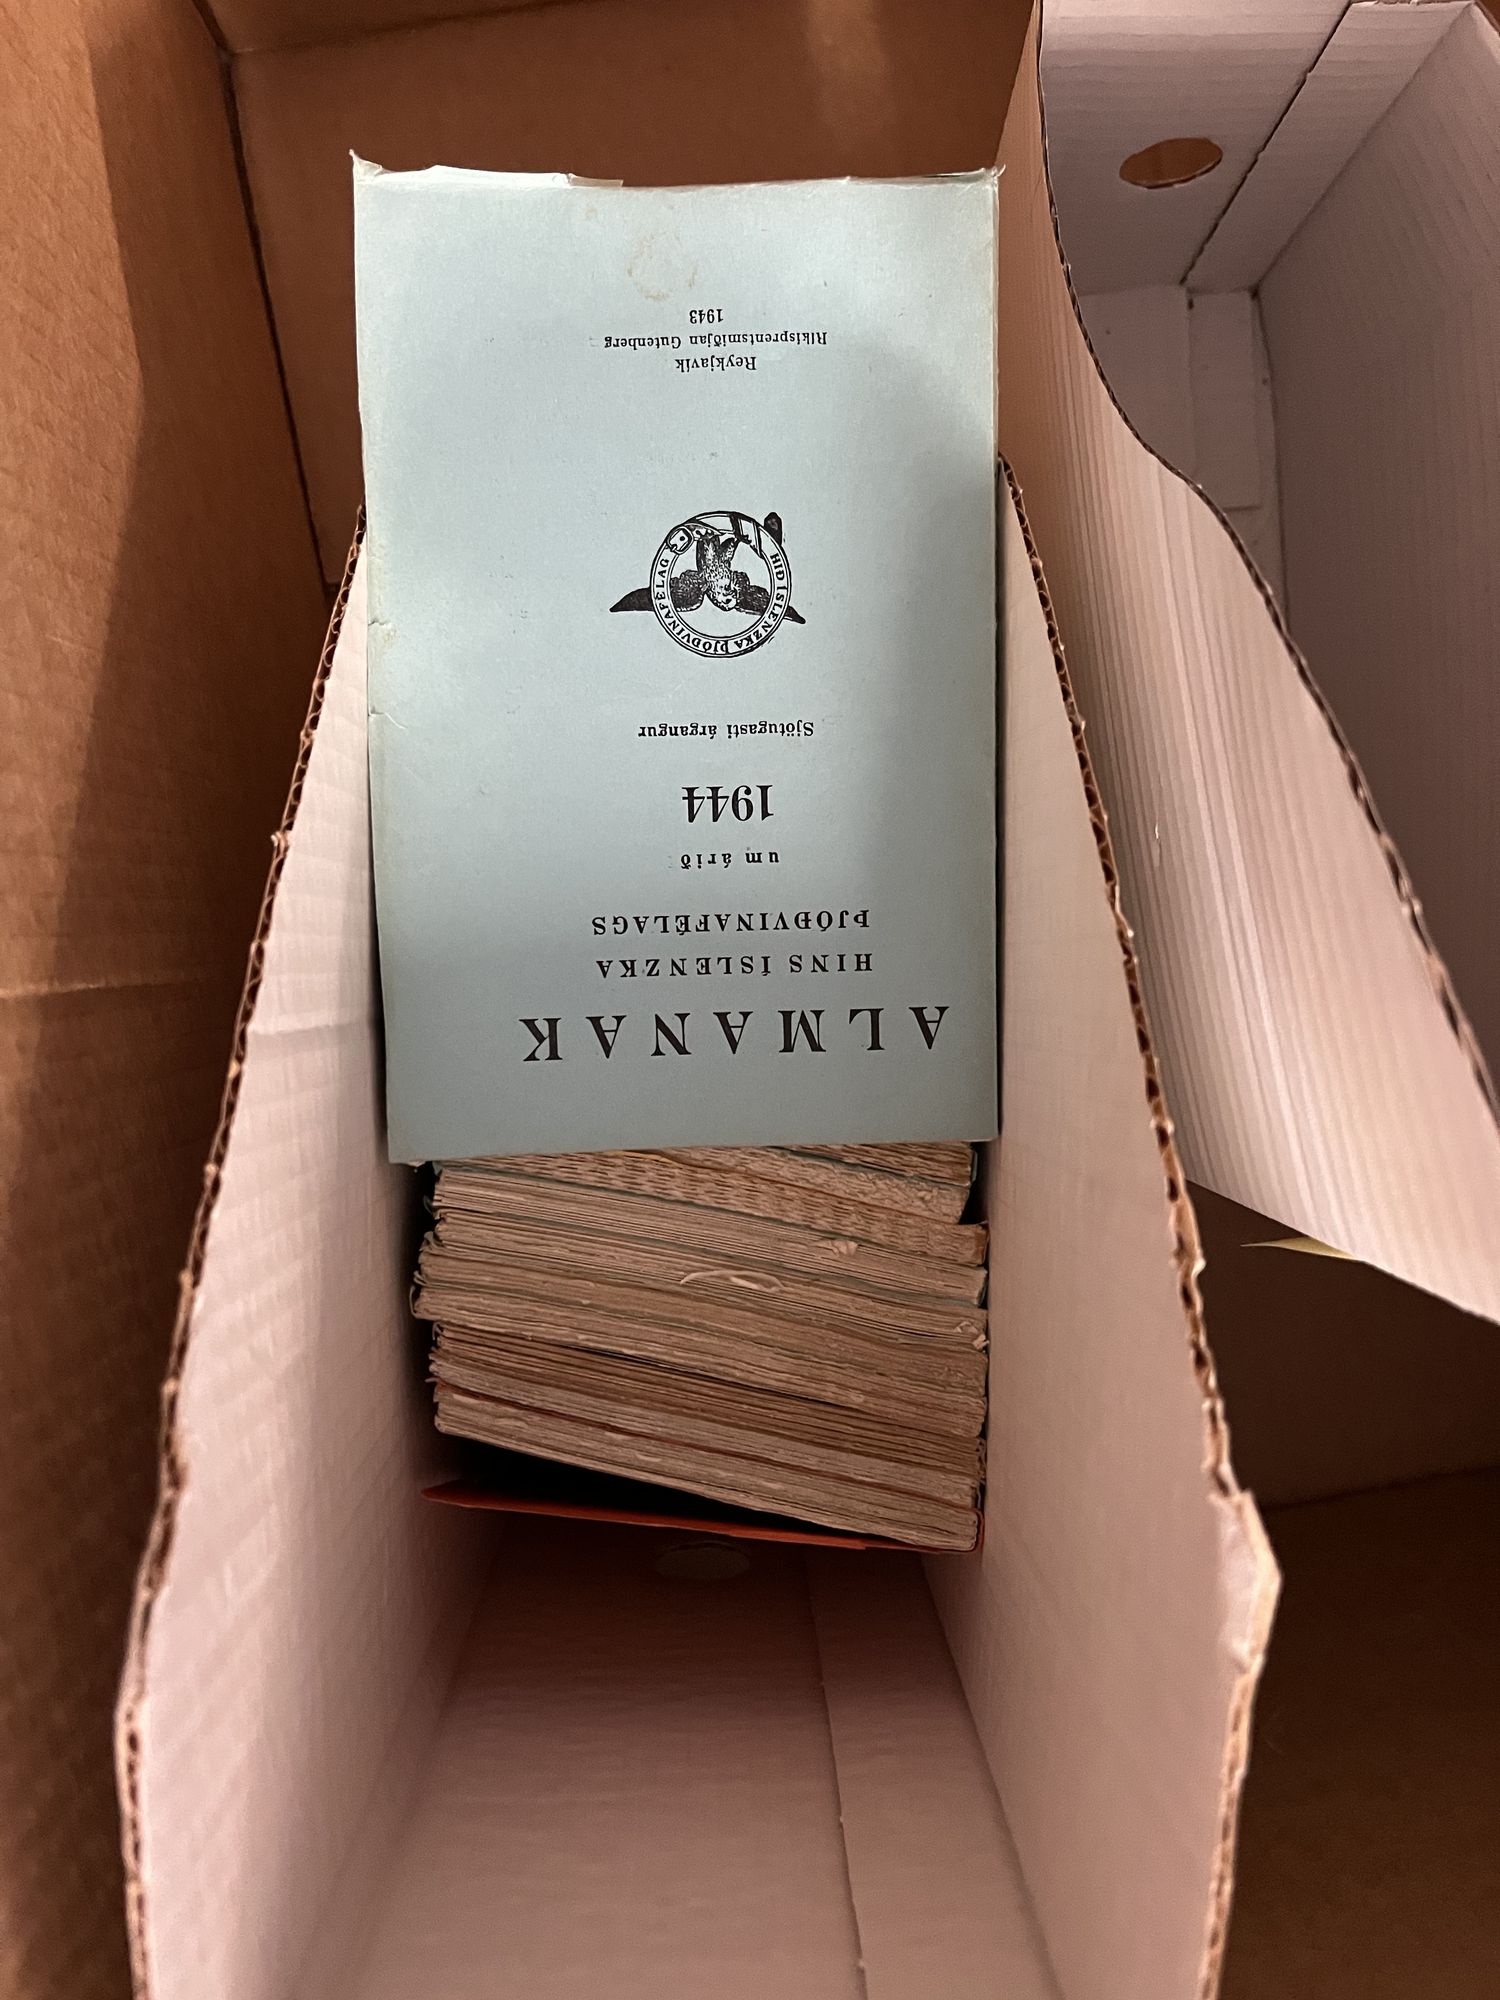 ALMANAK
HINS ÍSLENZKA
ÞJÓÐVINAFÉLAGS
um árið
1944
Sjötugasti árgangur
HIÐ ÍSLENZKA ÞJÓÐVINAFÉLAG
Reykjavík
Ríkisprentsmiðjan Gutenberg
1943